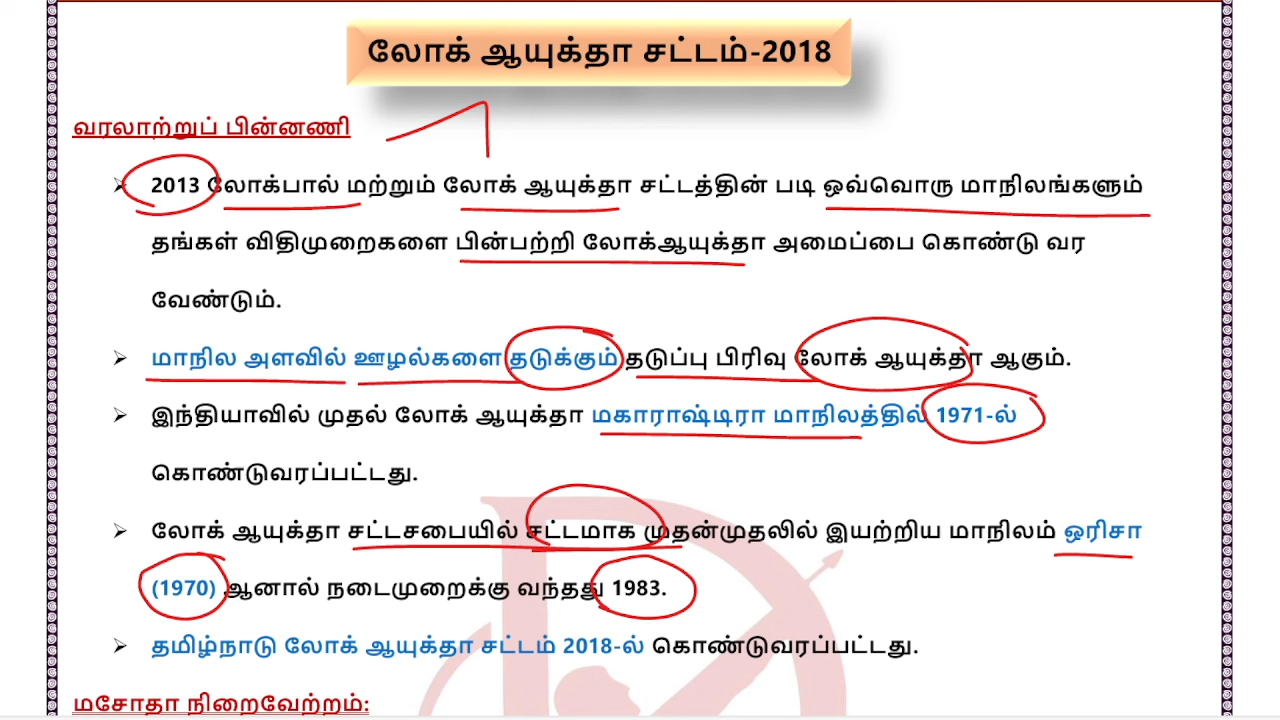 லோக் ஆயுக்தா சட்டம்-2018
வரலாற்றுப் பின்னணி
➢ 2013 லோக்பால் மற்றும் லோக் ஆயுக்தா சட்டத்தின் படி ஒவ்வொரு மாநிலங்களும்
தங்கள் விதிமுறைகளை பின்பற்றி லோக்ஆயுக்தா அமைப்பை கொண்டு வர
வேண்டும்.
➢ மாநில அளவில் ஊழல்களை தடுக்கும் தடுப்பு பிரிவு லோக் ஆயுக்தா ஆகும்.
➢ இந்தியாவில் முதல் லோக் ஆயுக்தா மகாராஷ்டிரா மாநிலத்தில் 1971-ல்
கொண்டுவரப்பட்டது.
➢ லோக் ஆயுக்தா சட்டசபையில் சட்டமாக முதன்முதலில் இயற்றிய மாநிலம் ஒரிசா
(1970) ஆனால் நடைமுறைக்கு வந்தது 1983.
➢ தமிழ்நாடு லோக் ஆயுக்தா சட்டம் 2018-ல் கொண்டுவரப்பட்டது.
மசோதா நிறைவேற்றம்: